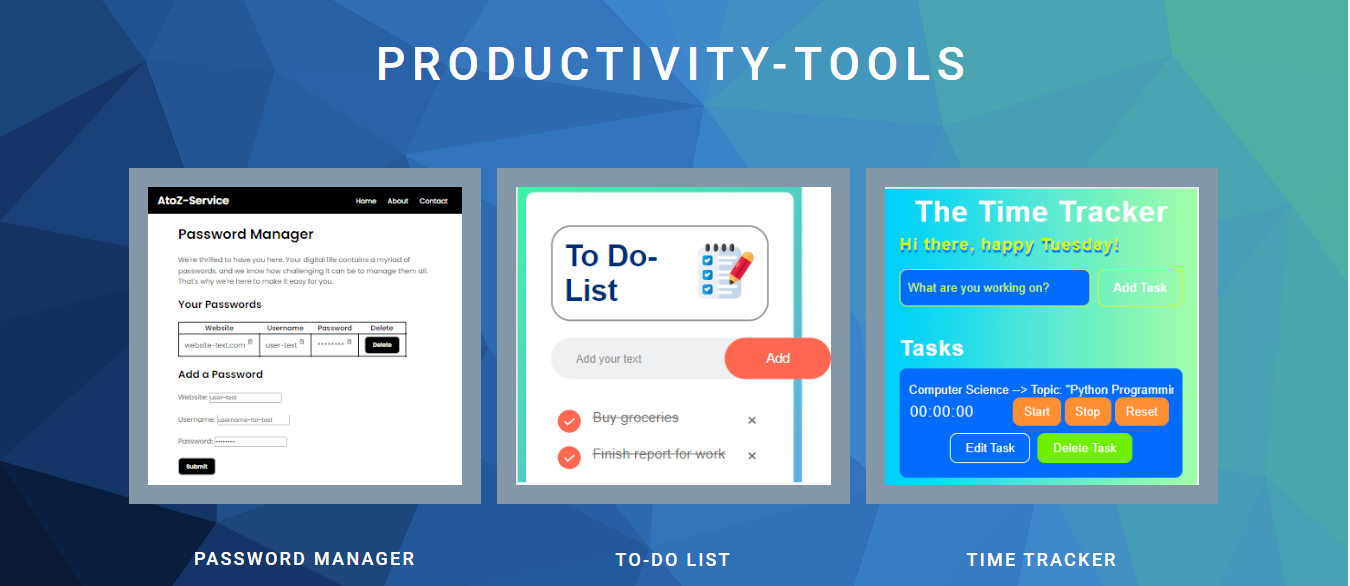 PRODUCTIVITY-TOOLS
AtoZ-Service
Home About Contact
Password Manager
We're thrilled to have you here. Your digital life contains a myriad of
passwords, and we know how challenging it can be to manage them all.
That's why we're here to make it easy for you.
Your Passwords
Website Username Password Delete
website-text.com user-text ******** Delete
Add a Password
Website: user-test
Username: username-for-test
Password: ••••••••
Submit
To Do-
List
Add your text Add
Buy groceries ×
Finish report for work ×
The Time Tracker
Hi there, happy Tuesday!
What are you working on? Add Task
Tasks
Computer Science --> Topic: "Python Programmi
00:00:00 Start Stop Reset
Edit Task Delete Task
PASSWORD MANAGER
TO-DO LIST
TIME TRACKER